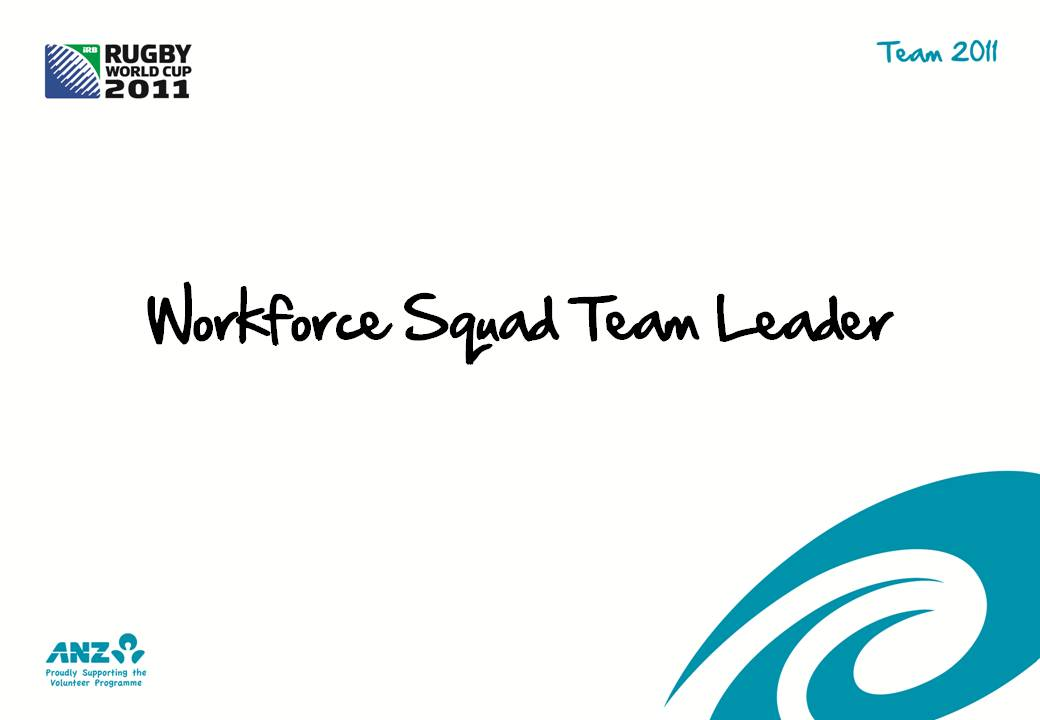 iRB
RUGBY
WORLD CUP
2011
Team 2011
Workforce Squad Team Leader
ANZ
Proudly Supporting the
Volunteer Programme